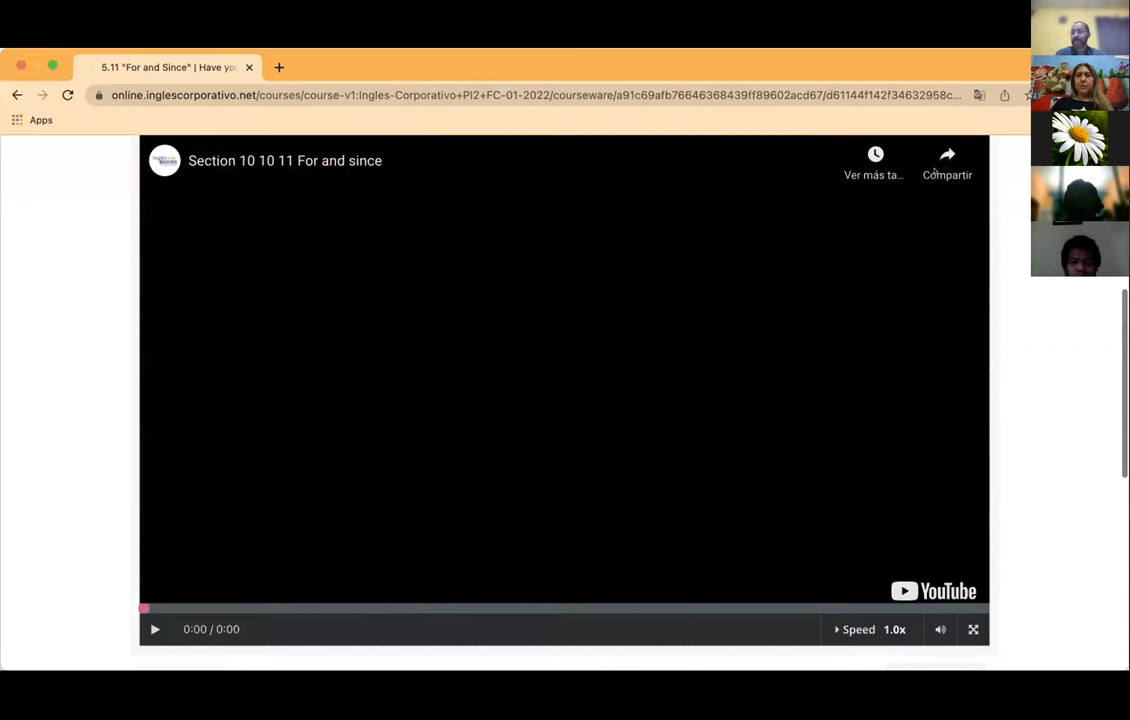 5.11 "For and Since" | Have you
online.inglescorporativo.net/courses/course-v1:Ingles-Corporativo+PI2+FC-01-2022/courseware/a91c69afb76646368439ff89602acd67/d61144f142f34632958c...
Apps
Section 10 10 11 For and since
Ver más ta...
Compartir
YouTube
0:00 / 0:00
Speed 1.0x